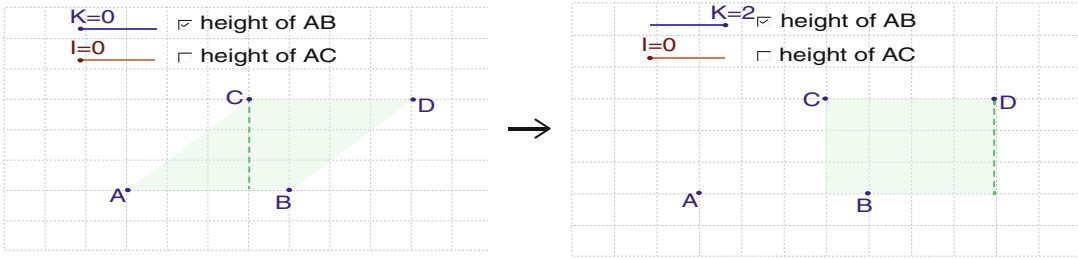 K=0
height of AB
I=0
height of AC
C
D
A
B
K=2
height of AB
I=0
height of AC
C
D
A
B